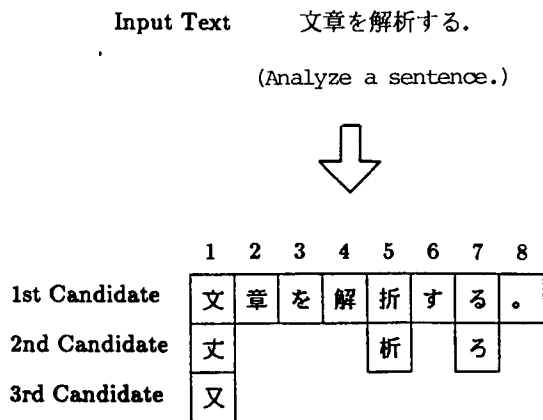 Input Text 文章を解析する.
(Analyze a sentence.)
1 2 3 4 5 6 7 8
1st Candidate 文 章 を 解 折 す る 。
2nd Candidate 丈 析 ろ
3rd Candidate 又